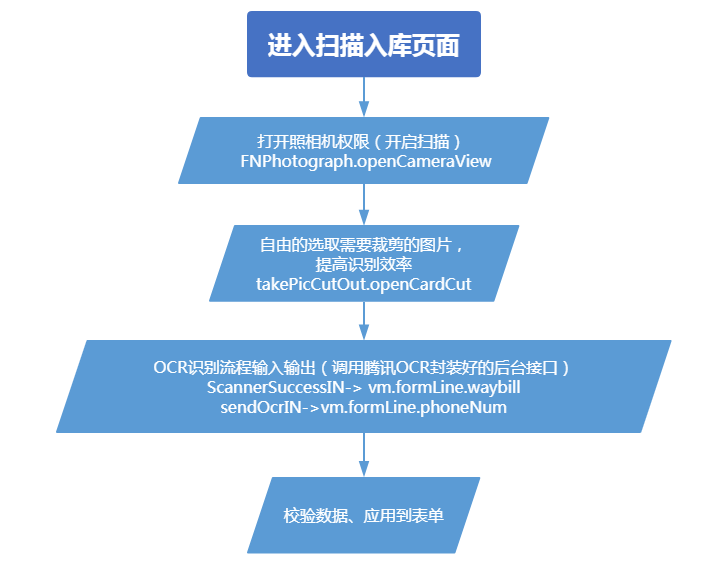 进入扫描入库页面
打开照相机权限（开启扫描）
FNPhotograph.openCameraView
自由的选取需要裁剪的图片，
提高识别效率
takePicCutOut.openCardCut
OCR识别流程输入输出（调用腾讯OCR封装好的后台接口）
ScannerSuccessIN-> vm.formLine.waybill
sendOcrIN->vm.formLine.phoneNum
校验数据、应用到表单